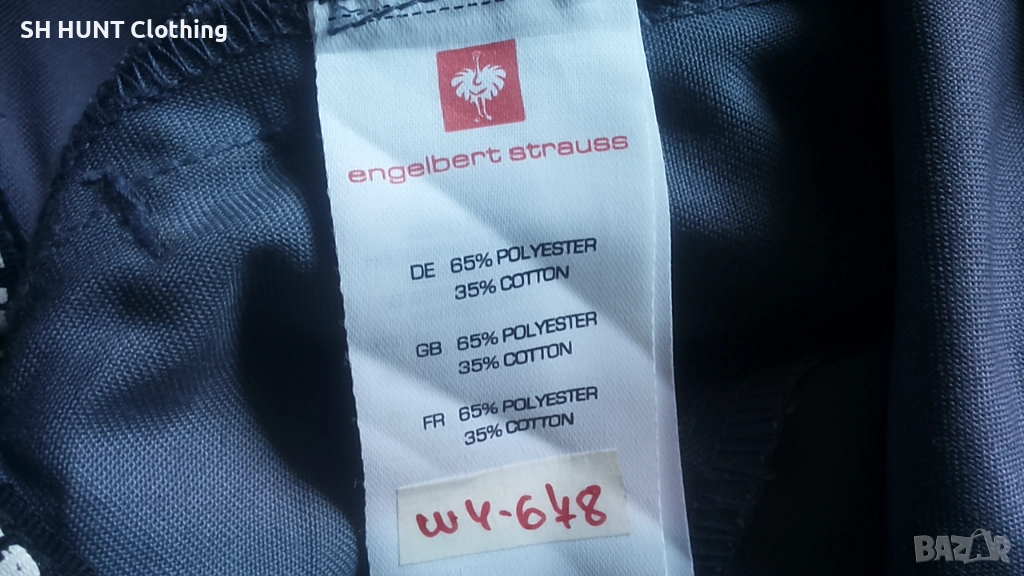 SH HUNT Clothing
engelbert strauss
DE 65% POLYESTER
35% COTTON
GB 65% POLYESTER
35% COTTON
FR 65% POLYESTER
35% COTTON
w4-678
BAZAR